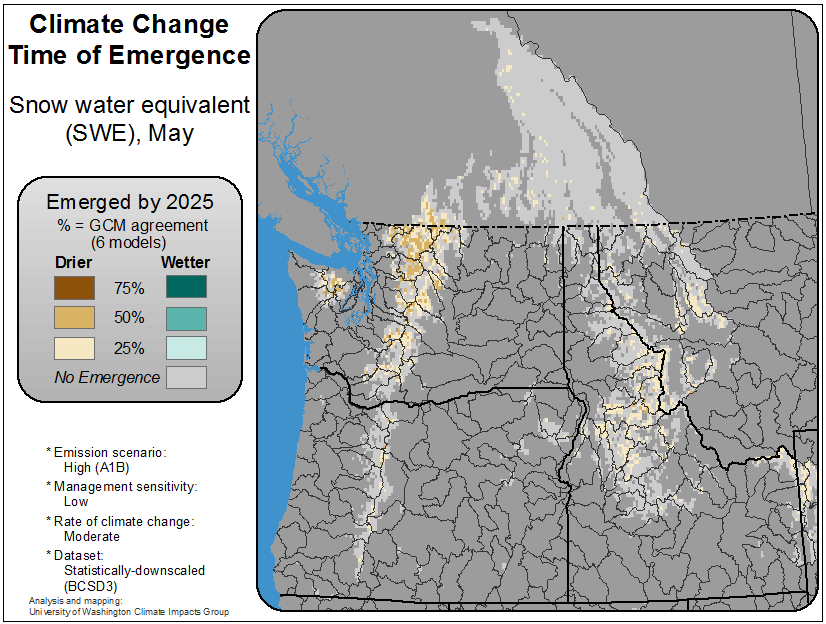 Climate Change
Time of Emergence
Snow water equivalent
(SWE), May
Emerged by 2025
% = GCM agreement
(6 models)
Drier Wetter
75%
50%
25%
No Emergence
* Emission scenario:
High (A1B)
* Management sensitivity:
Low
* Rate of climate change:
Moderate
* Dataset:
Statistically-downscaled
(BCSD3)
Analysis and mapping:
University of Washington Climate Impacts Group